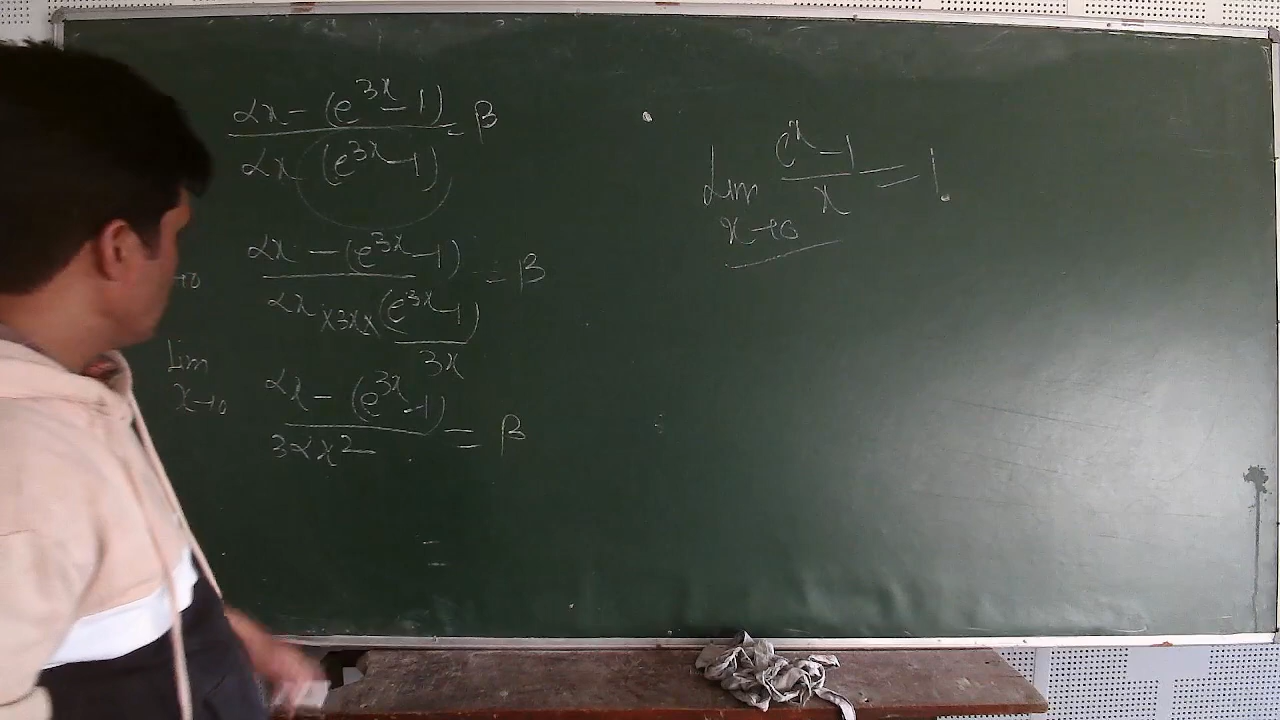 αx - (e^{3x} - 1)
αx (e^{3x} - 1) = β
αx - (e^{3x} - 1)
→0
αx × 3x × (e^{3x} - 1) = β
3x
Lim
x→0
αx - (e^{3x} - 1)
3αx² = β
=
Lim
x→0
e^x - 1
x
= 1.